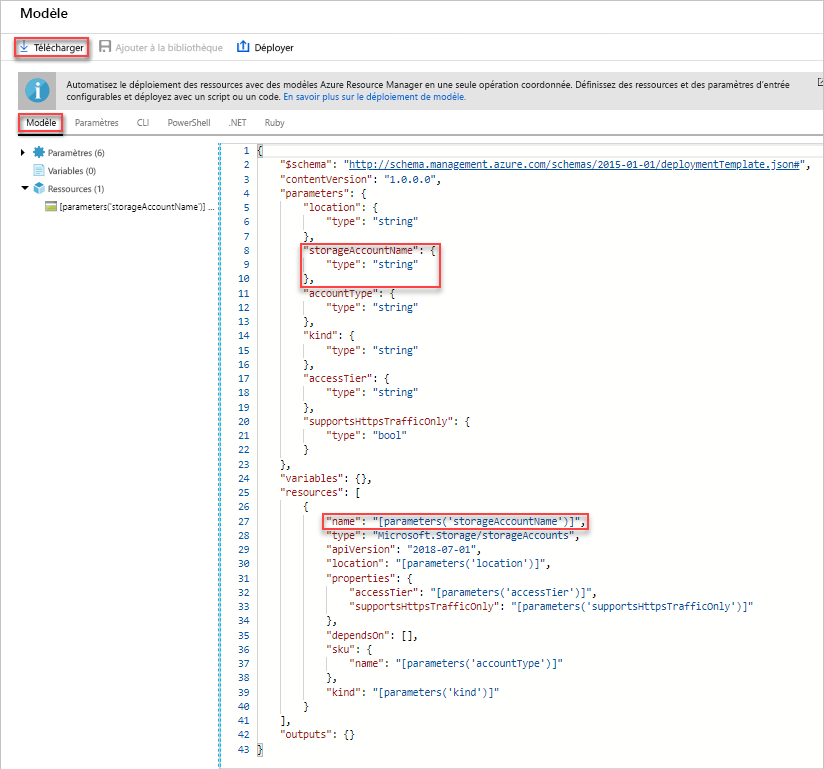 Modèle
Télécharger Ajouter à la bibliothèque Déployer
Automatisez le déploiement des ressources avec des modèles Azure Resource Manager en une seule opération coordonnée. Définissez des ressources et des paramètres d'entrée
configurables et déployez avec un script ou un code. En savoir plus sur le déploiement de modèle.
Modèle Paramètres CLI PowerShell .NET Ruby
Paramètres (6)
Variables (0)
Ressources (1)
[parameters('storageAccountName')] ...
1 {
2 "$schema": "http://schema.management.azure.com/schemas/2015-01-01/deploymentTemplate.json#",
3 "contentVersion": "1.0.0.0",
4 "parameters": {
5 "location": {
6 "type": "string"
7 },
8 "storageAccountName": {
9 "type": "string"
10 },
11 "accountType": {
12 "type": "string"
13 },
14 "kind": {
15 "type": "string"
16 },
17 "accessTier": {
18 "type": "string"
19 },
20 "supportsHttpsTrafficOnly": {
21 "type": "bool"
22 }
23 },
24 "variables": {},
25 "resources": [
26 {
27 "name": "[parameters('storageAccountName')]",
28 "type": "Microsoft.Storage/storageAccounts",
29 "apiVersion": "2018-07-01",
30 "location": "[parameters('location')]",
31 "properties": {
32 "accessTier": "[parameters('accessTier')]",
33 "supportsHttpsTrafficOnly": "[parameters('supportsHttpsTrafficOnly')]"
34 },
35 "dependsOn": [],
36 "sku": {
37 "name": "[parameters('accountType')]"
38 },
39 "kind": "[parameters('kind')]"
40 }
41 ],
42 "outputs": {}
43 }